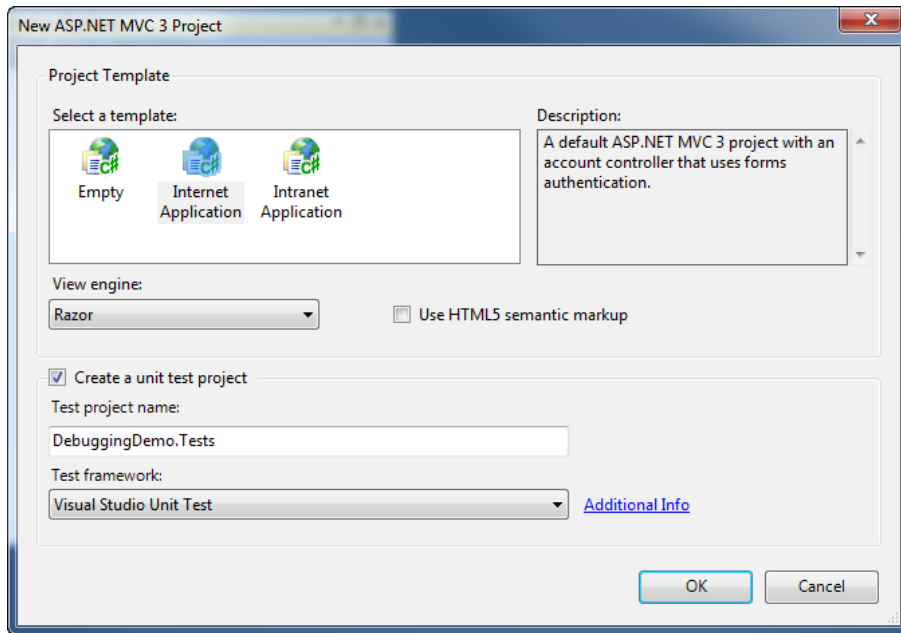 New ASP.NET MVC 3 Project
Project Template
Select a template:
Empty
Internet
Application
Intranet
Application
Description:
A default ASP.NET MVC 3 project with an
account controller that uses forms
authentication.
View engine:
Razor
Use HTML5 semantic markup
Create a unit test project
Test project name:
DebuggingDemo.Tests
Test framework:
Visual Studio Unit Test
Additional Info
OK
Cancel